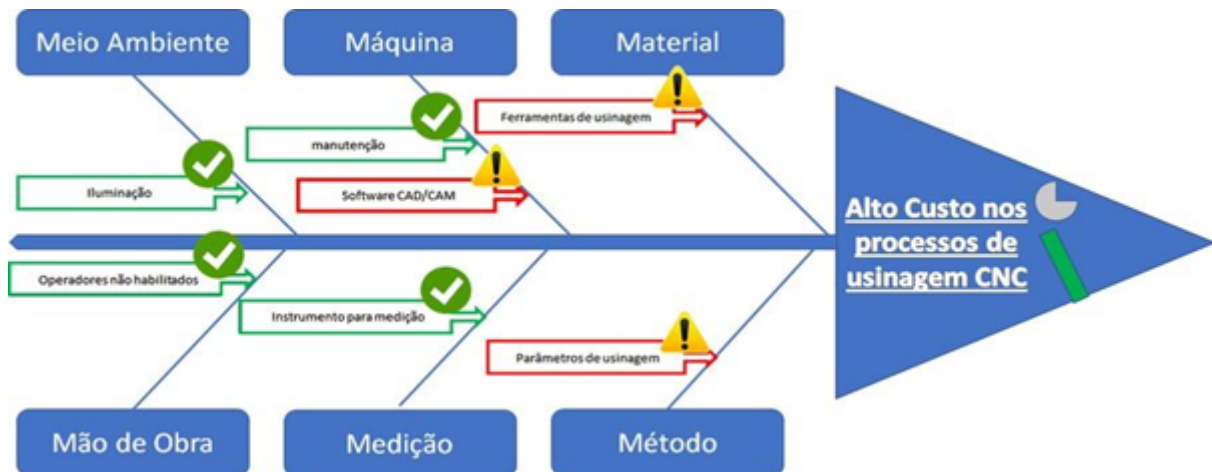 Meio Ambiente
Máquina
Material
Ferramentas de usinagem
manutenção
Iluminação
Software CAD/CAM
Alto Custo nos
processos de
usinagem CNC
Operadores não habilitados
Instrumento para medição
Parâmetros de usinagem
Mão de Obra
Medição
Método